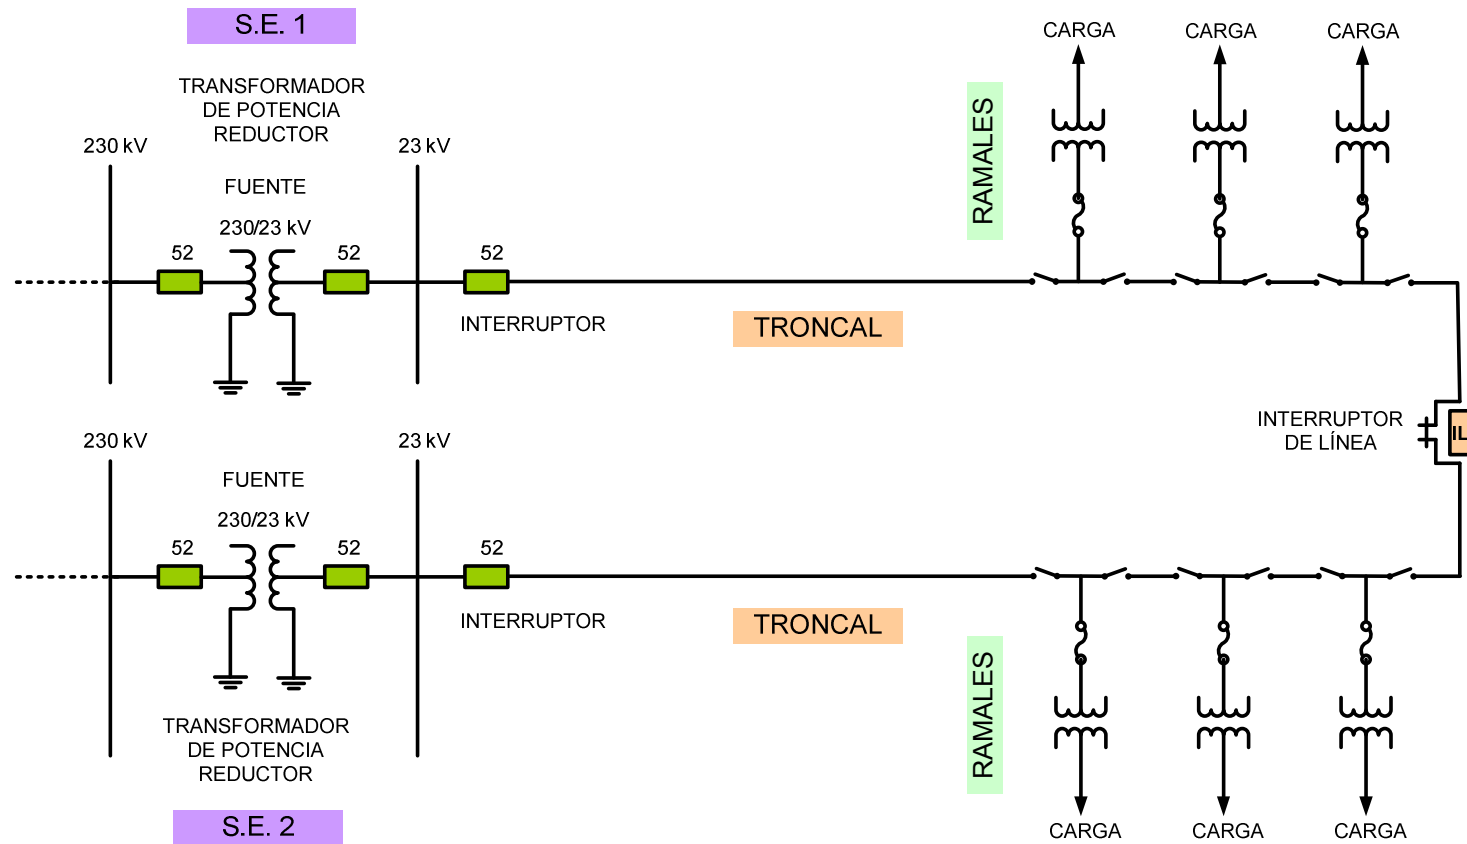 S.E. 1
TRANSFORMADOR
DE POTENCIA
REDUCTOR
230 kV
23 kV
FUENTE
230/23 kV
52
52
52
INTERRUPTOR
TRONCAL
RAMALES
CARGA
CARGA
CARGA
INTERRUPTOR
DE LÍNEA
IL
230 kV
23 kV
FUENTE
230/23 kV
52
52
52
INTERRUPTOR
TRONCAL
RAMALES
TRANSFORMADOR
DE POTENCIA
REDUCTOR
S.E. 2
CARGA
CARGA
CARGA